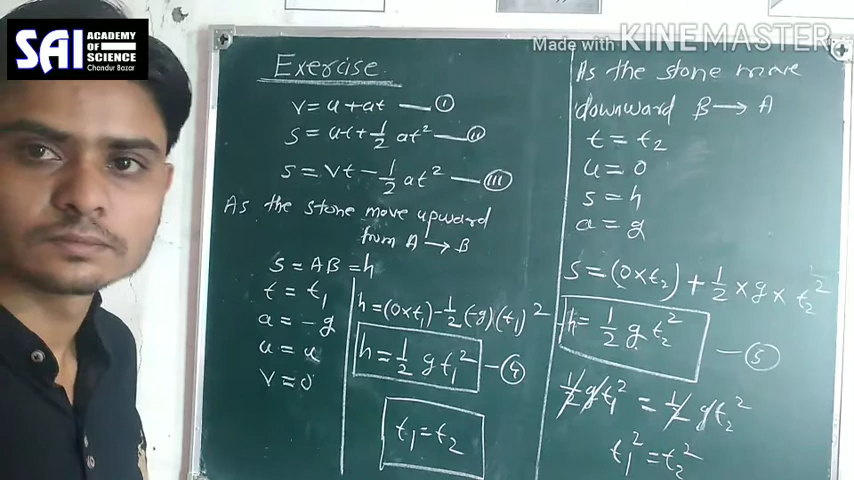 SAI ACADEMY OF SCIENCE
Chandur Bazar
Made with KINEMASTER
Exercise
v = u + at — (i)
s = ut + 1/2 at² — (ii)
s = vt − 1/2 at² — (iii)
As the stone move upward
from A → B
s = AB = h
t = t₁
a = −g
u = u
v = 0
h = (0×t₁) − 1/2 (−g)(t₁)²
h = 1/2 g t₁² — (4)
t₁ = t₂
As the stone move
downward B → A
t = t₂
u = 0
s = h
a = g
s = (0×t₂) + 1/2 × g × t₂²
h = 1/2 g t₂² — (5)
1/2 g t₁² = 1/2 g t₂²
t₁² = t₂²